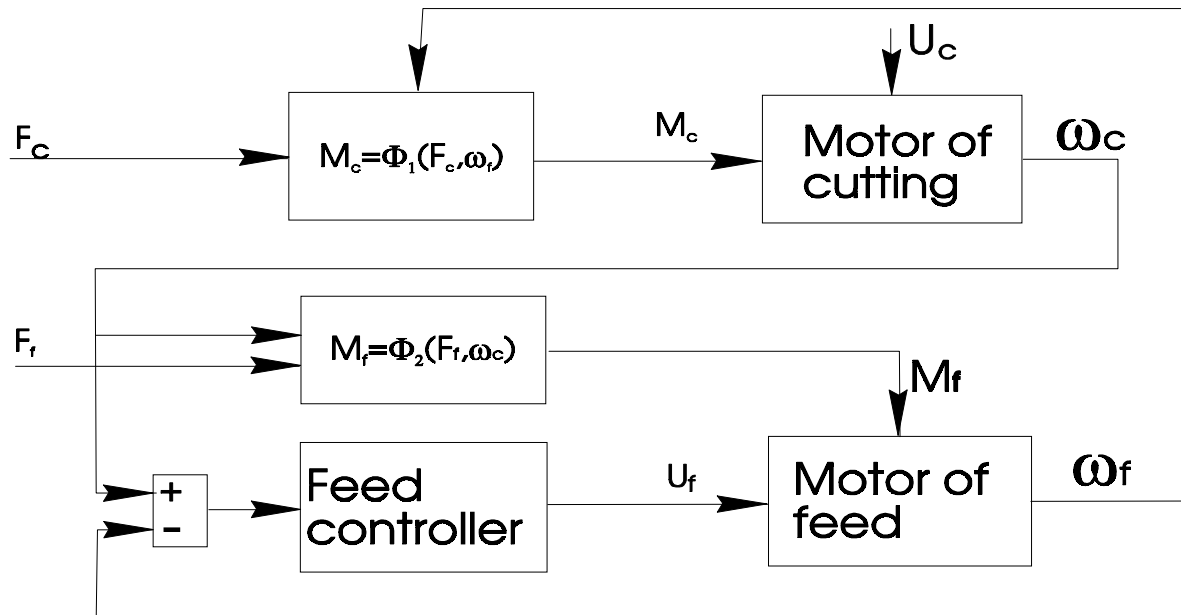 U_c
F_c
M_c=Φ_1(F_c,ω_f)
M_c
Motor of
cutting
ω_c
F_f
M_f=Φ_2(F_f,ω_c)
M_f
+
-
Feed
controller
U_f
Motor of
feed
ω_f